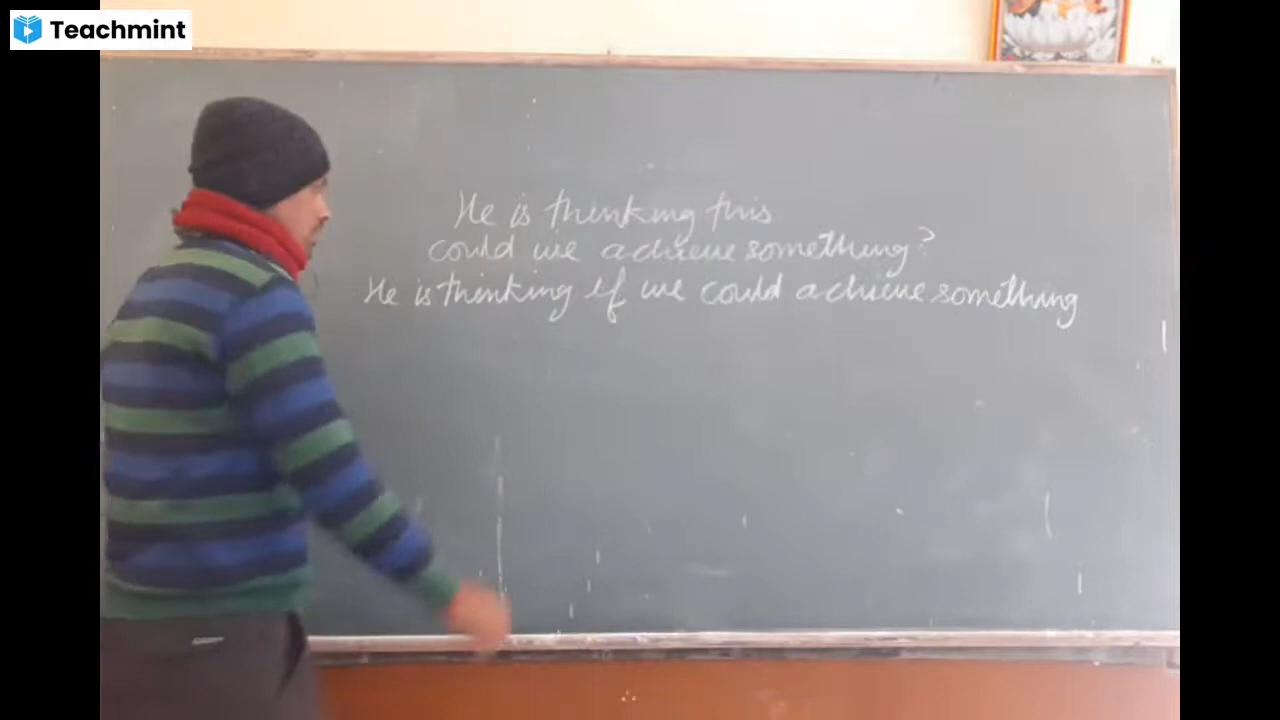 Teachmint
He is thinking this
could we achieve something?
He is thinking if we could achieve something